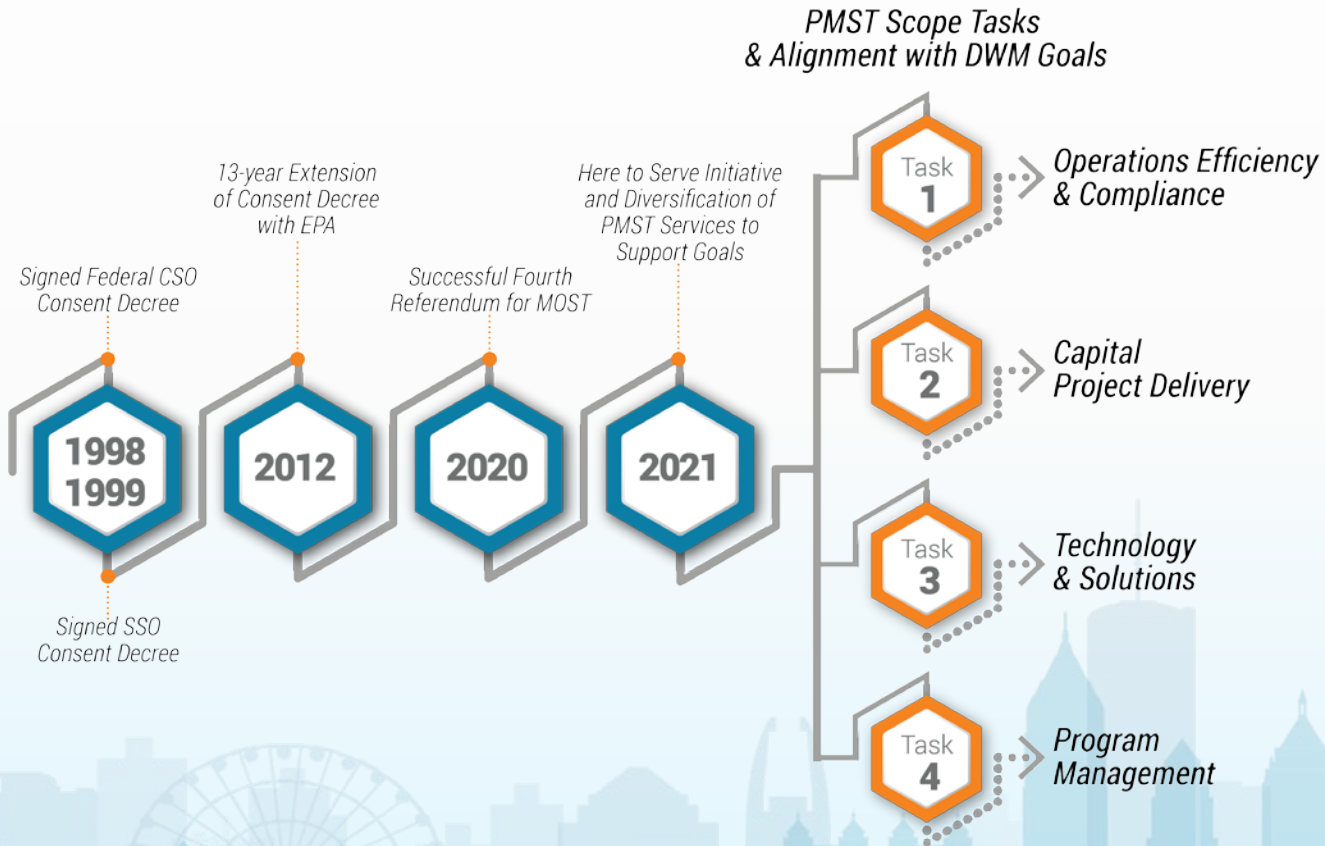 PMST Scope Tasks
& Alignment with DWM Goals
Signed Federal CSO
Consent Decree
1998
1999
Signed SSO
Consent Decree
13-year Extension
of Consent Decree
with EPA
2012
Successful Fourth
Referendum for MOST
2020
Here to Serve Initiative
and Diversification of
PMST Services to
Support Goals
2021
Task
1
Operations Efficiency
& Compliance
Task
2
Capital
Project Delivery
Task
3
Technology
& Solutions
Task
4
Program
Management